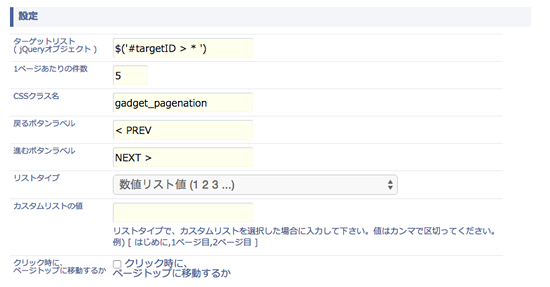 設定
ターゲットリスト
( jQueryオブジェクト )
$('#targetID > * ')
1ページあたりの件数
5
CSSクラス名
gadget_pagenation
戻るボタンラベル
< PREV
進むボタンラベル
NEXT >
リストタイプ
数値リスト値 (1 2 3 ...)
カスタムリストの値
リストタイプで、カスタムリストを選択した場合に入力して下さい。値はカンマで区切ってください。
例) [ はじめに,1ページ目,2ページ目 ]
クリック時に、
ページトップに移動するか
クリック時に、
ページトップに移動するか